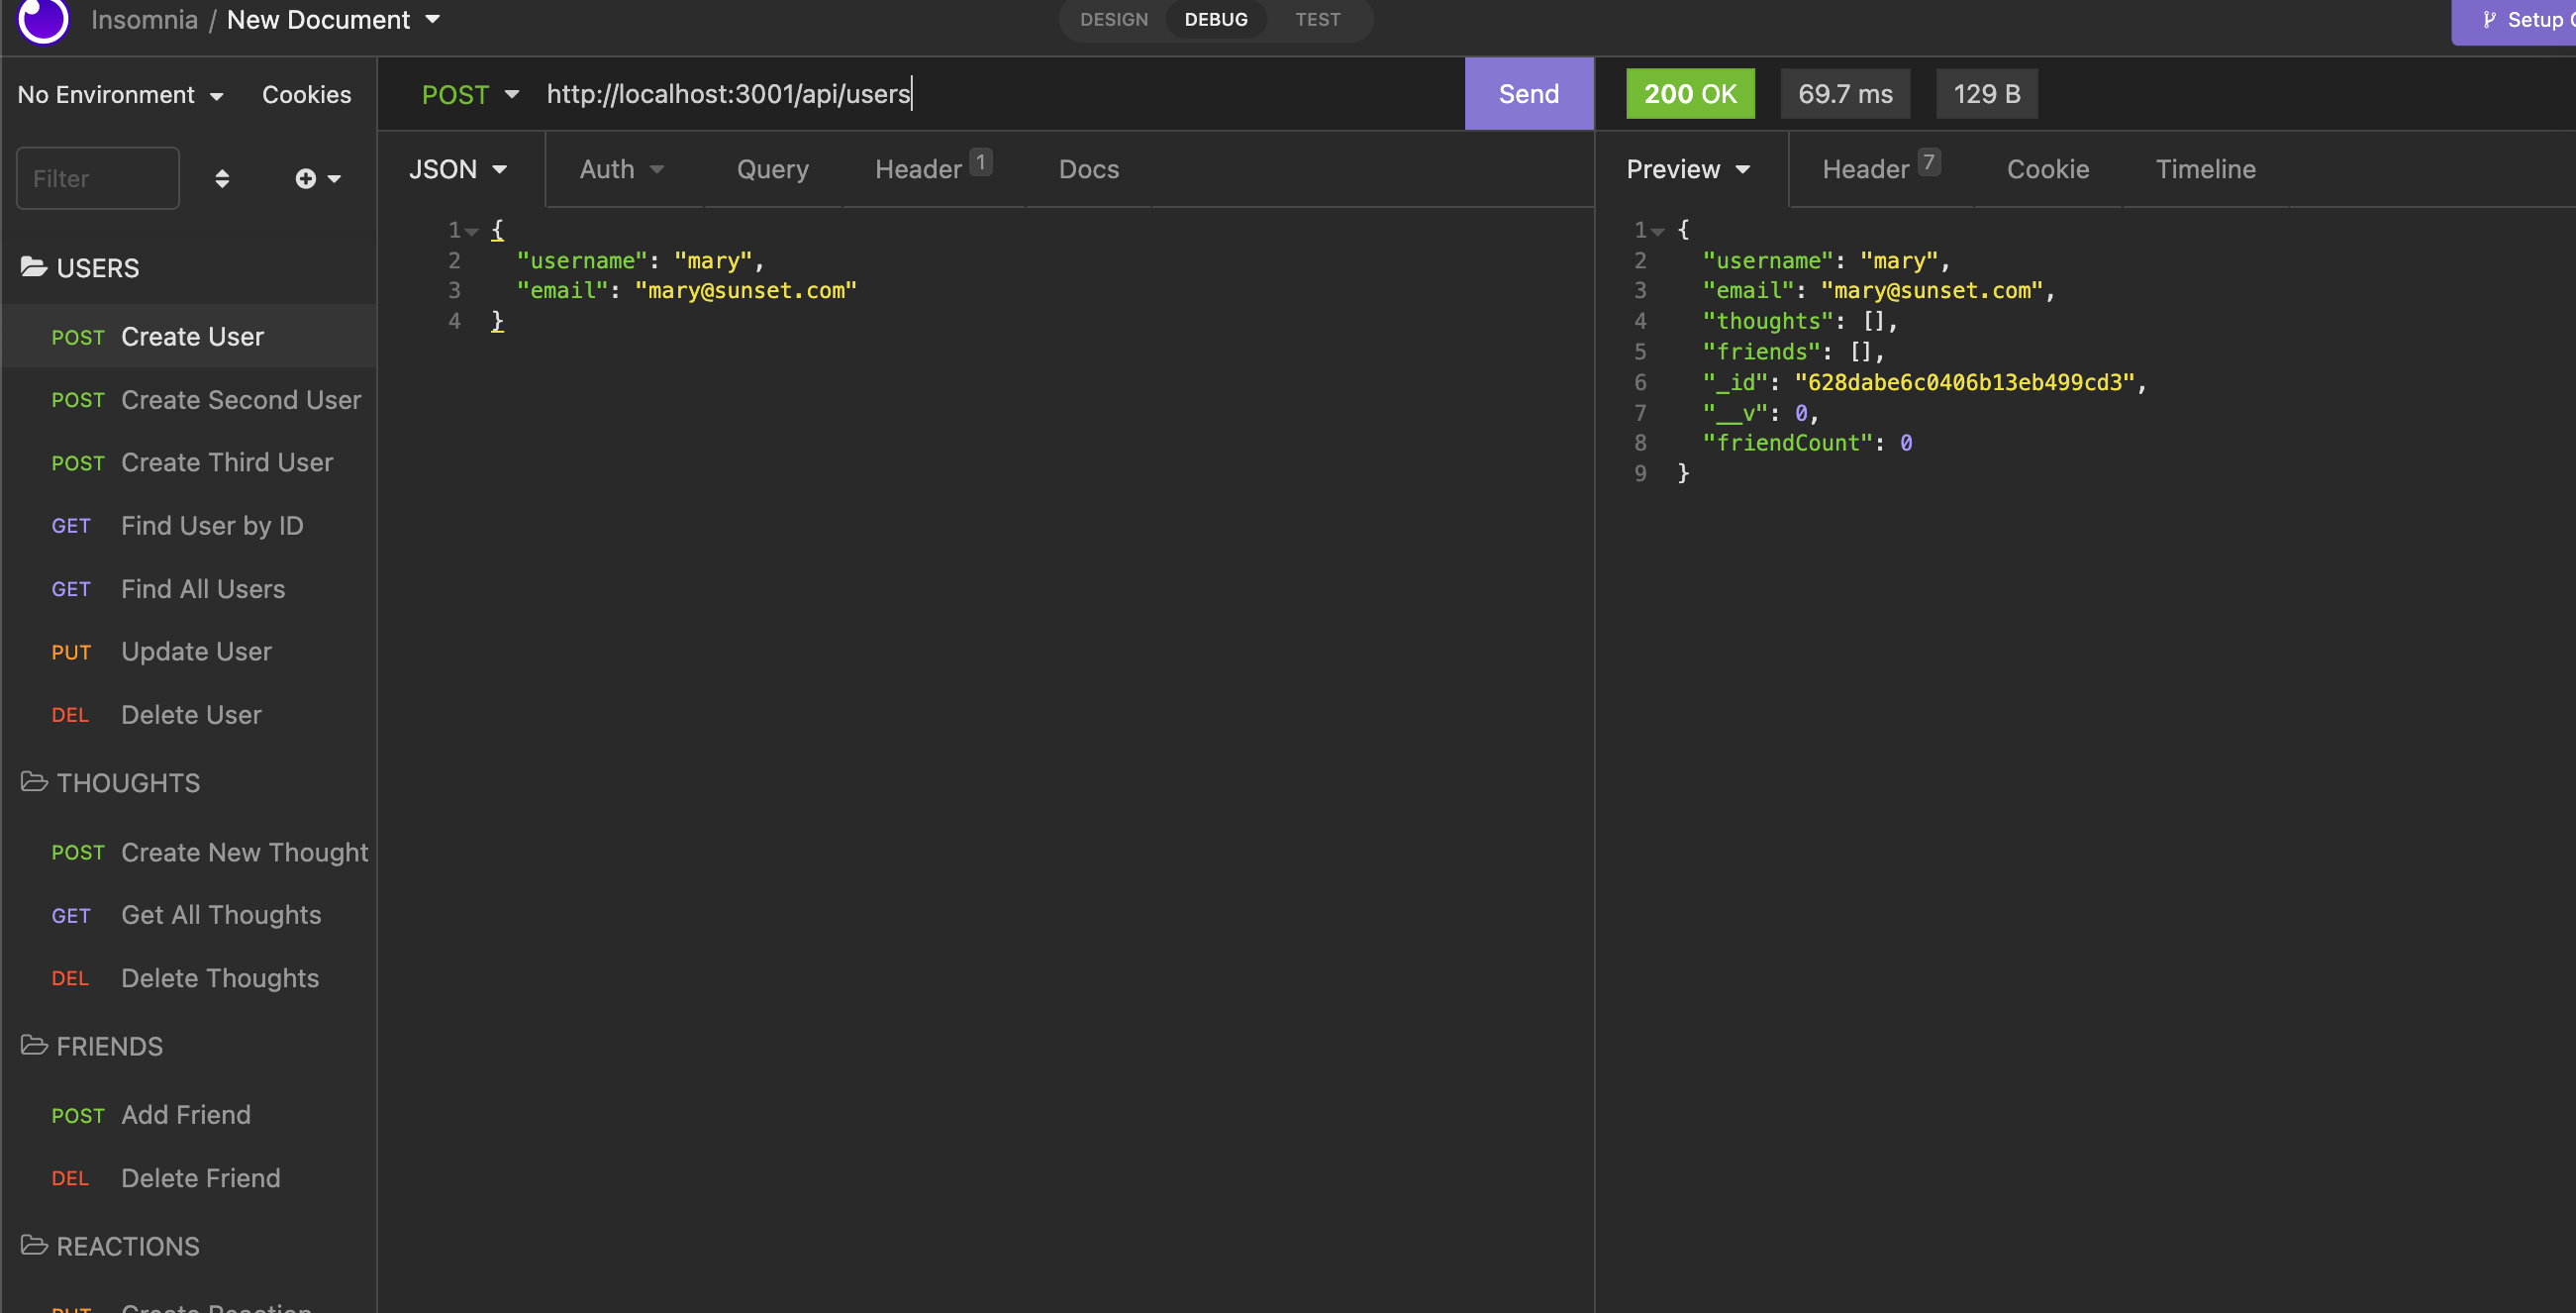 Insomnia / New Document
DESIGN DEBUG TEST
Setup
No Environment Cookies
POST http://localhost:3001/api/users Send
200 OK 69.7 ms 129 B
Filter
JSON Auth Query Header 1 Docs
Preview Header 7 Cookie Timeline
USERS
POST Create User
POST Create Second User
POST Create Third User
GET Find User by ID
GET Find All Users
PUT Update User
DEL Delete User
THOUGHTS
POST Create New Thought
GET Get All Thoughts
DEL Delete Thoughts
FRIENDS
POST Add Friend
DEL Delete Friend
REACTIONS
PUT Create Reaction
1 {
2 "username": "mary",
3 "email": "mary@sunset.com"
4 }
1 {
2 "username": "mary",
3 "email": "mary@sunset.com",
4 "thoughts": [],
5 "friends": [],
6 "_id": "628dabe6c0406b13eb499cd3",
7 "__v": 0,
8 "friendCount": 0
9 }